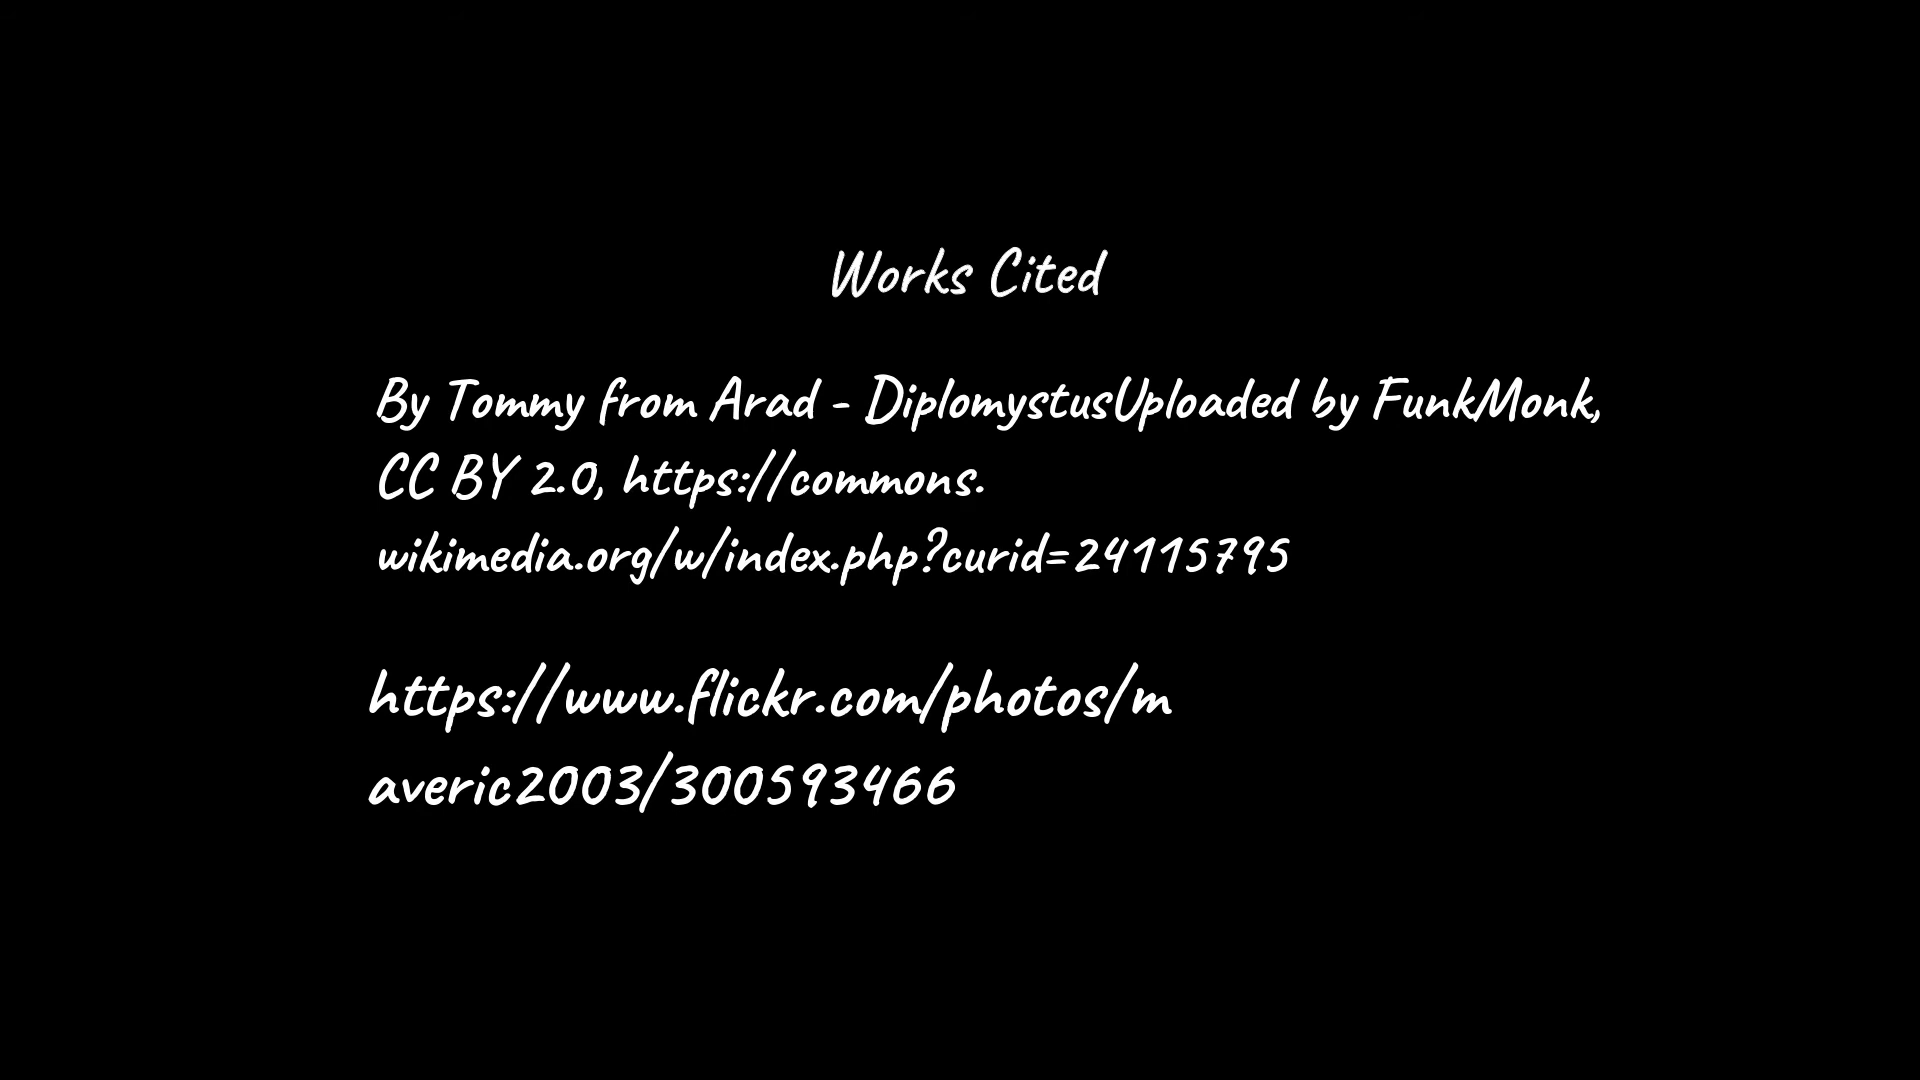 Works Cited
By Tommy from Arad - DiplomystusUploaded by FunkMonk,
CC BY 2.0, https://commons.
wikimedia.org/w/index.php?curid=24115795
https://www.flickr.com/photos/m
averic2003/300593466